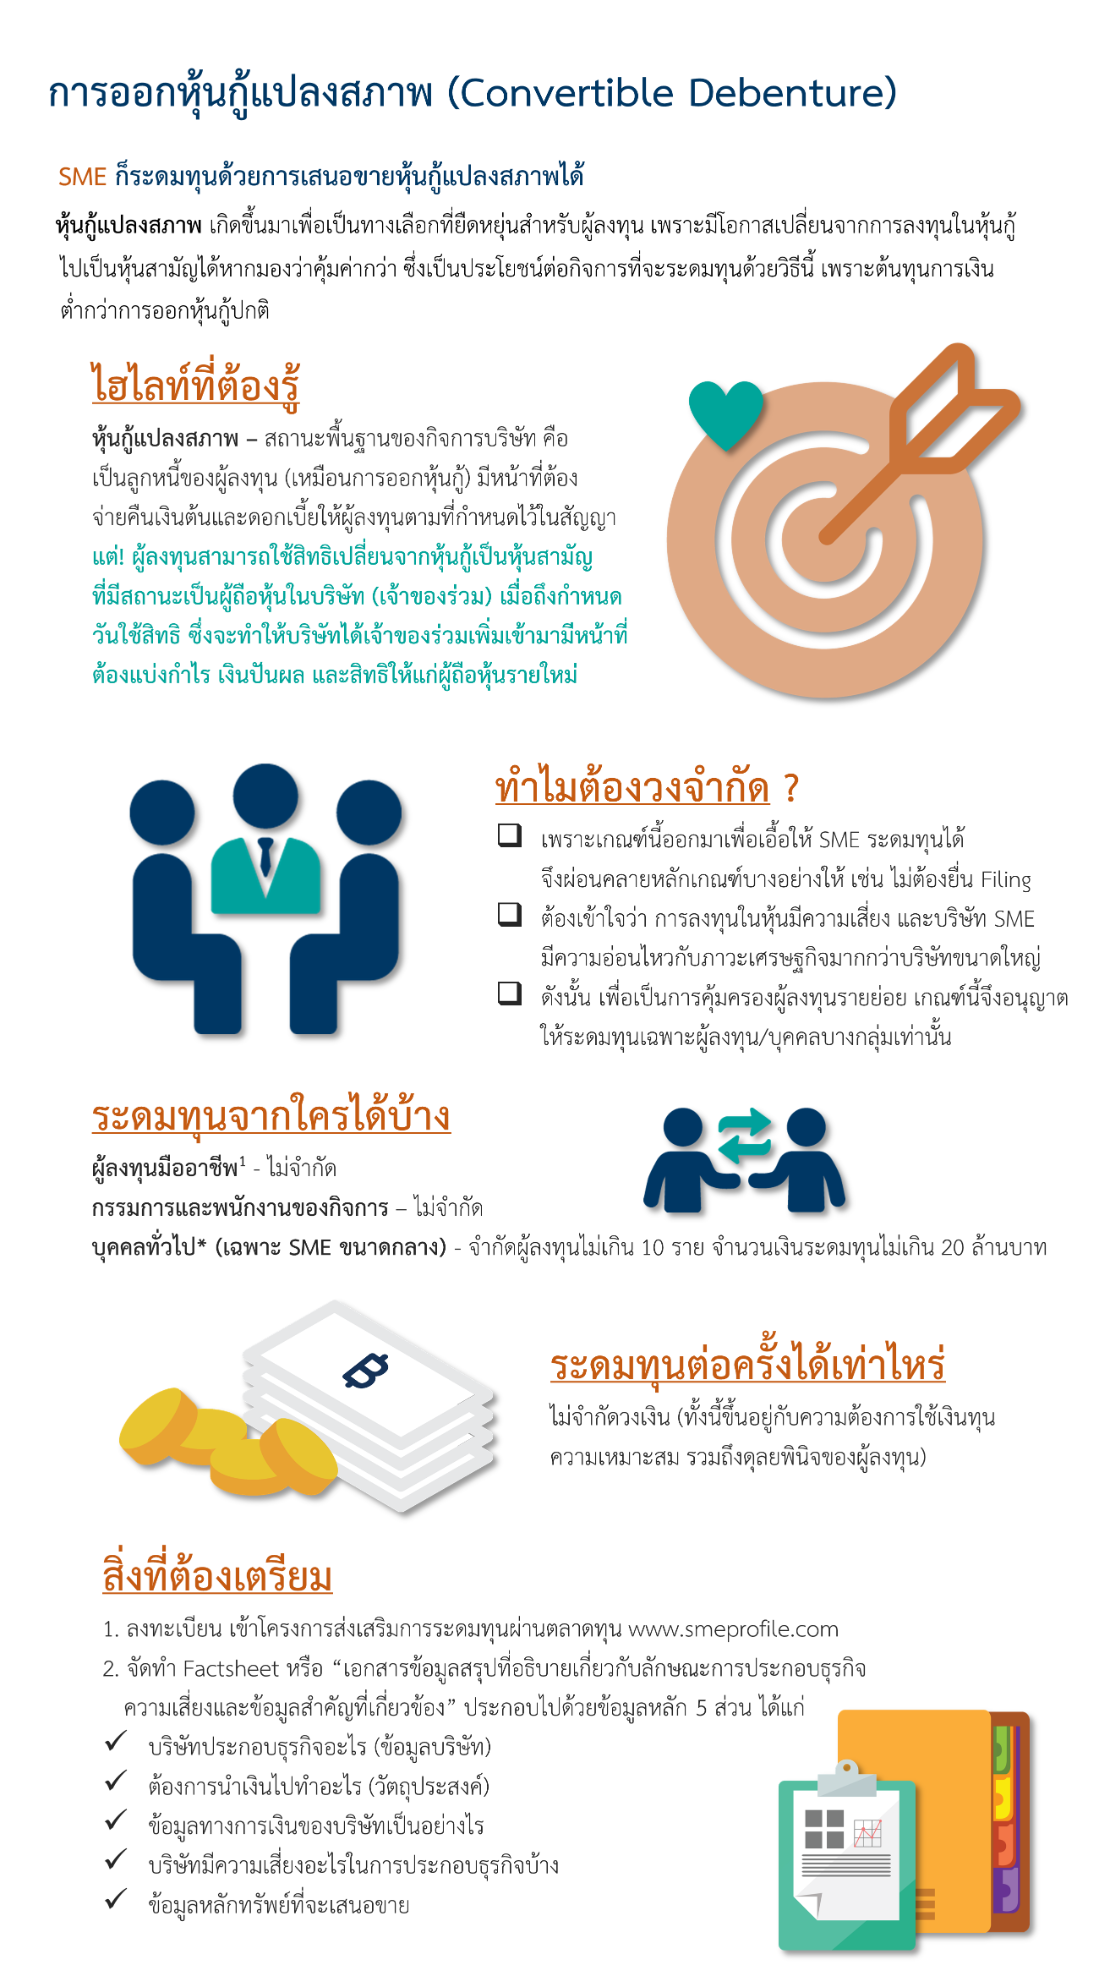 การออกหุ้นกู้แปลงสภาพ (Convertible Debenture)
SME ก็ระดมทุนด้วยการเสนอขายหุ้นกู้แปลงสภาพได้
หุ้นกู้แปลงสภาพ เกิดขึ้นมาเพื่อเป็นทางเลือกที่ยืดหยุ่นสำหรับผู้ลงทุน เพราะมีโอกาสเปลี่ยนจากการลงทุนในหุ้นกู้
ไปเป็นหุ้นสามัญได้หากมองว่าคุ้มค่ากว่า ซึ่งเป็นประโยชน์ต่อกิจการที่จะระดมทุนด้วยวิธีนี้ เพราะต้นทุนการเงิน
ต่ำกว่าการออกหุ้นกู้ปกติ
ไฮไลท์ที่ต้องรู้
หุ้นกู้แปลงสภาพ – สถานะพื้นฐานของกิจการบริษัท คือ
เป็นลูกหนี้ของผู้ลงทุน (เหมือนการออกหุ้นกู้) มีหน้าที่ต้อง
จ่ายคืนเงินต้นและดอกเบี้ยให้ผู้ลงทุนตามที่กำหนดไว้ในสัญญา
แต่! ผู้ลงทุนสามารถใช้สิทธิเปลี่ยนจากหุ้นกู้เป็นหุ้นสามัญ
ที่มีสถานะเป็นผู้ถือหุ้นในบริษัท (เจ้าของร่วม) เมื่อถึงกำหนด
วันใช้สิทธิ ซึ่งจะทำให้บริษัทได้เจ้าของร่วมเพิ่มเข้ามามีหน้าที่
ต้องแบ่งกำไร เงินปันผล และสิทธิให้แก่ผู้ถือหุ้นรายใหม่
ทำไมต้องวงจำกัด ?
❑ เพราะเกณฑ์นี้ออกมาเพื่อเอื้อให้ SME ระดมทุนได้
จึงผ่อนคลายหลักเกณฑ์บางอย่างให้ เช่น ไม่ต้องยื่น Filing
❑ ต้องเข้าใจว่า การลงทุนในหุ้นมีความเสี่ยง และบริษัท SME
มีความอ่อนไหวกับภาวะเศรษฐกิจมากกว่าบริษัทขนาดใหญ่
❑ ดังนั้น เพื่อเป็นการคุ้มครองผู้ลงทุนรายย่อย เกณฑ์นี้จึงอนุญาต
ให้ระดมทุนเฉพาะผู้ลงทุน/บุคคลบางกลุ่มเท่านั้น
ระดมทุนจากใครได้บ้าง
ผู้ลงทุนมืออาชีพ¹ - ไม่จำกัด
กรรมการและพนักงานของกิจการ – ไม่จำกัด
บุคคลทั่วไป* (เฉพาะ SME ขนาดกลาง) - จำกัดผู้ลงทุนไม่เกิน 10 ราย จำนวนเงินระดมทุนไม่เกิน 20 ล้านบาท
฿
ระดมทุนต่อครั้งได้เท่าไหร่
ไม่จำกัดวงเงิน (ทั้งนี้ขึ้นอยู่กับความต้องการใช้เงินทุน
ความเหมาะสม รวมถึงดุลยพินิจของผู้ลงทุน)
สิ่งที่ต้องเตรียม
1. ลงทะเบียน เข้าโครงการส่งเสริมการระดมทุนผ่านตลาดทุน www.smeprofile.com
2. จัดทำ Factsheet หรือ “เอกสารข้อมูลสรุปที่อธิบายเกี่ยวกับลักษณะการประกอบธุรกิจ
ความเสี่ยงและข้อมูลสำคัญที่เกี่ยวข้อง” ประกอบไปด้วยข้อมูลหลัก 5 ส่วน ได้แก่
✓ บริษัทประกอบธุรกิจอะไร (ข้อมูลบริษัท)
✓ ต้องการนำเงินไปทำอะไร (วัตถุประสงค์)
✓ ข้อมูลทางการเงินของบริษัทเป็นอย่างไร
✓ บริษัทมีความเสี่ยงอะไรในการประกอบธุรกิจบ้าง
✓ ข้อมูลหลักทรัพย์ที่จะเสนอขาย